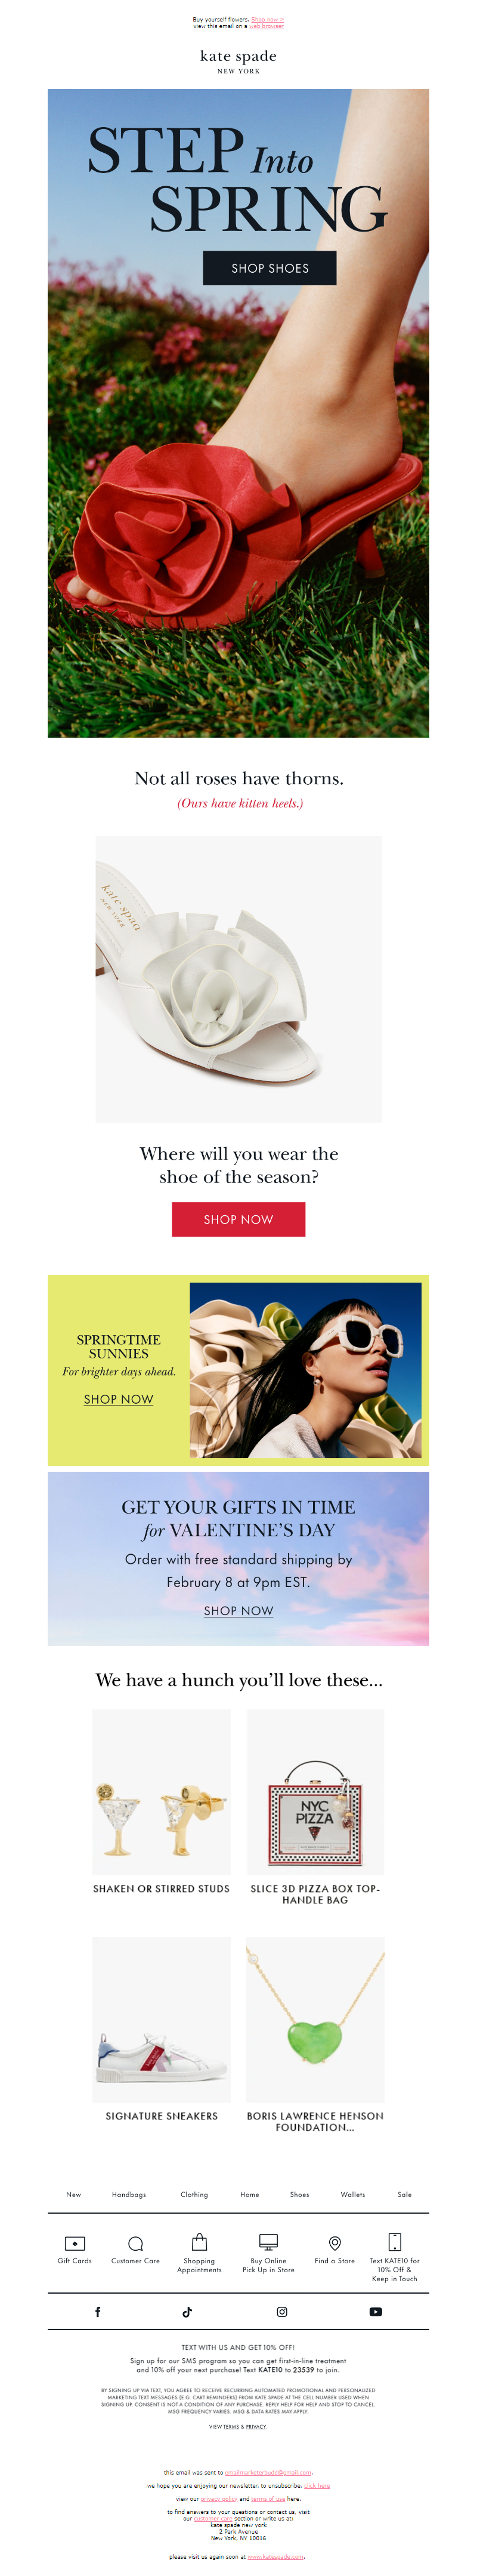 Buy yourself flowers. Shop now >
view this email on a web browser
kate spade
NEW YORK
STEP Into
SPRING
SHOP SHOES
Not all roses have thorns.
(Ours have kitten heels.)
kate spad
NEW YORK
Where will you wear the
shoe of the season?
SHOP NOW
SPRINGTIME
SUNNIES
For brighter days ahead.
SHOP NOW
GET YOUR GIFTS IN TIME
for VALENTINE'S DAY
Order with free standard shipping by
February 8 at 9pm EST.
SHOP NOW
We have a hunch you'll love these...
NYC
PIZZA
SHAKEN OR STIRRED STUDS
SLICE 3D PIZZA BOX TOP-
HANDLE BAG
SIGNATURE SNEAKERS
BORIS LAWRENCE HENSON
FOUNDATION...
New Handbags Clothing Home Shoes Wallets Sale
Gift Cards
Customer Care
Shopping
Appointments
Buy Online
Pick Up in Store
Find a Store
Text KATE10 for
10% Off &
Keep in Touch
TEXT WITH US AND GET 10% OFF!
Sign up for our SMS program so you can get first-in-line treatment
and 10% off your next purchase! Text KATE10 to 23539 to join.
BY SIGNING UP VIA TEXT, YOU AGREE TO RECEIVE RECURRING AUTOMATED PROMOTIONAL AND PERSONALIZED
MARKETING TEXT MESSAGES (E.G. CART REMINDERS) FROM KATE SPADE AT THE CELL NUMBER USED WHEN
SIGNING UP. CONSENT IS NOT A CONDITION OF ANY PURCHASE. REPLY HELP FOR HELP AND STOP TO CANCEL.
MSG FREQUENCY VARIES. MSG & DATA RATES MAY APPLY.
VIEW TERMS & PRIVACY.
this email was sent to emailmarketerbudd@gmail.com.
we hope you are enjoying our newsletter. to unsubscribe, click here
view our privacy policy and terms of use here.
to find answers to your questions or contact us, visit
our customer care section or write us at:
kate spade new york
2 Park Avenue
New York, NY 10016
please visit us again soon at www.katespade.com.